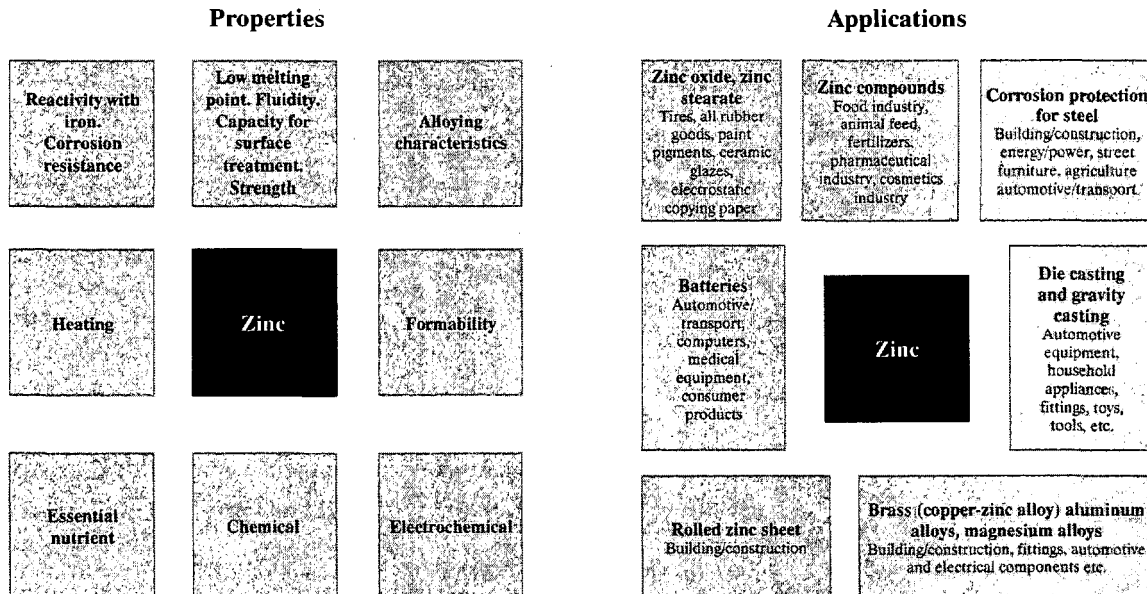 Properties
Reactivity with
iron.
Corrosion
resistance
Low melting
point. Fluidity.
Capacity for
surface
treatment.
Strength
Alloying
characteristics
Heating
Zinc
Formability
Essential
nutrient
Chemical
Electrochemical
Applications
Zinc oxide, zinc
stearate
Tires, all rubber
goods, paint
pigments, ceramic
glazes,
electrostatic
copying paper
Zinc compounds
Food industry,
animal feed,
fertilizers,
pharmaceutical
industry, cosmetics
industry
Corrosion protection
for steel
Building/construction,
energy/power, street
furniture, agriculture
automotive/transport
Batteries
Automotive/
transport,
computers,
medical
equipment,
consumer
products
Zinc
Die casting
and gravity
casting
Automotive
equipment,
household
appliances,
fittings, toys,
tools, etc.
Rolled zinc sheet
Building/construction
Brass (copper-zinc alloy) aluminum
alloys, magnesium alloys
Building/construction, fittings, automotive
and electrical components etc.